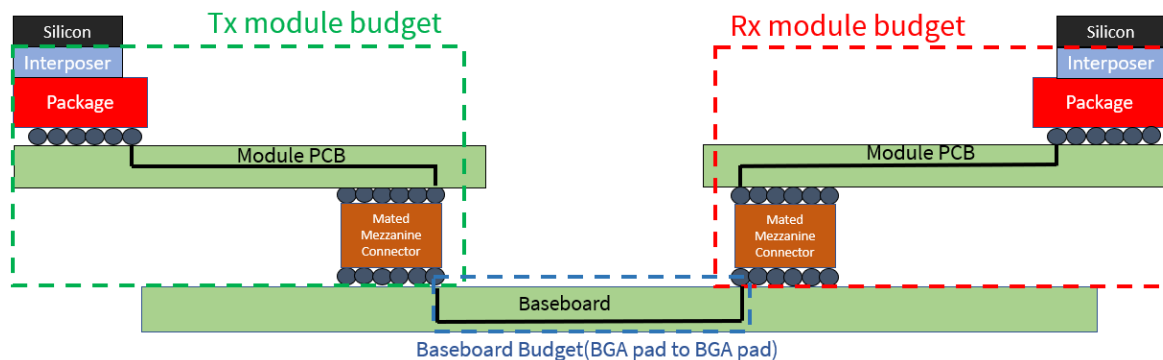 Tx module budget
Rx module budget
Silicon
Silicon
Interposer
Interposer
Package
Package
Module PCB
Module PCB
Mated
Mezzanine
Connector
Mated
Mezzanine
Connector
Baseboard
Baseboard Budget(BGA pad to BGA pad)